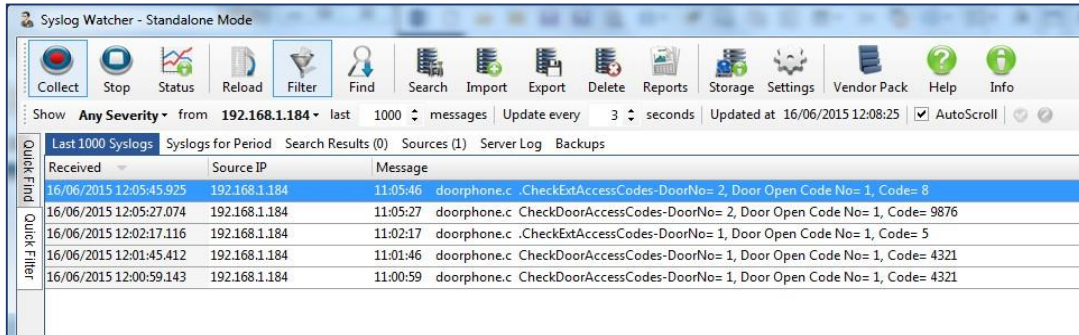 Syslog Watcher - Standalone Mode
Collect Stop Status Reload Filter Find Search Import Export Delete Reports Storage Settings Vendor Pack Help Info
Show Any Severity from 192.168.1.184 last 1000 messages Update every 3 seconds Updated at 16/06/2015 12:08:25 AutoScroll
Last 1000 Syslogs Syslogs for Period Search Results (0) Sources (1) Server Log Backups
Quick Find
Quick Filter
Received Source IP Message
16/06/2015 12:05:45.925 192.168.1.184 11:05:46 doorphone.c .CheckExtAccessCodes-DoorNo= 2, Door Open Code No= 1, Code= 8
16/06/2015 12:05:27.074 192.168.1.184 11:05:27 doorphone.c CheckDoorAccessCodes-DoorNo= 2, Door Open Code No= 1, Code= 9876
16/06/2015 12:02:17.116 192.168.1.184 11:02:17 doorphone.c .CheckExtAccessCodes-DoorNo= 1, Door Open Code No= 1, Code= 5
16/06/2015 12:01:45.412 192.168.1.184 11:01:46 doorphone.c CheckDoorAccessCodes-DoorNo= 1, Door Open Code No= 1, Code= 4321
16/06/2015 12:00:59.143 192.168.1.184 11:00:59 doorphone.c CheckDoorAccessCodes-DoorNo= 1, Door Open Code No= 1, Code= 4321